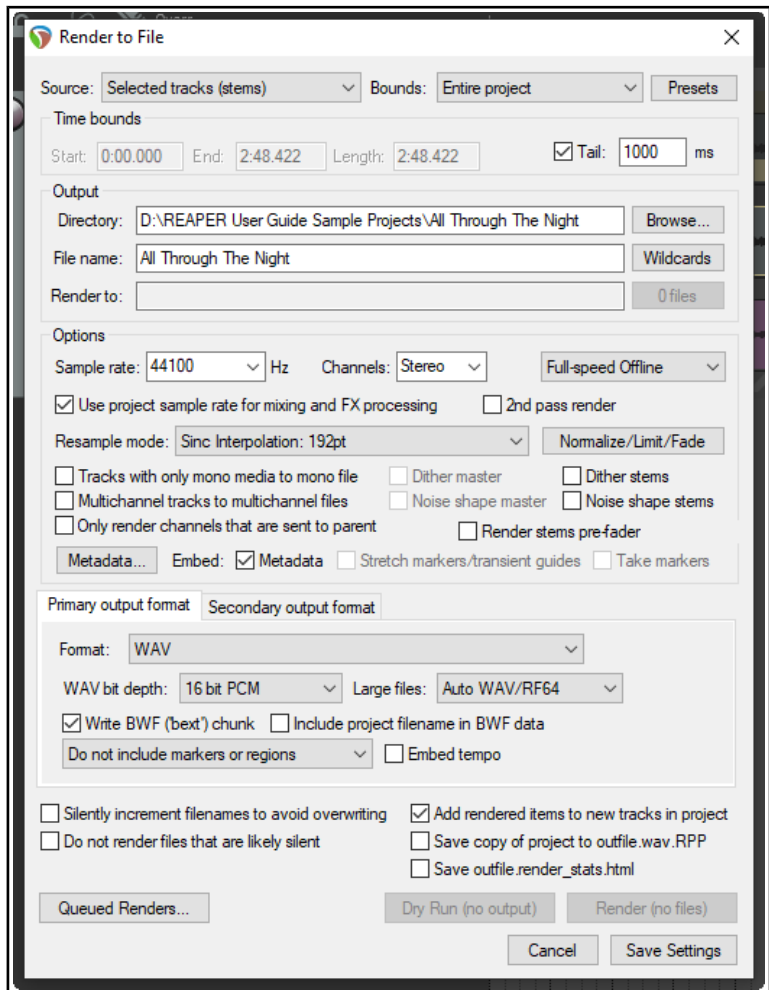 Render to File
Source: Selected tracks (stems) Bounds: Entire project Presets
Time bounds
Start: 0:00.000 End: 2:48.422 Length: 2:48.422 Tail: 1000 ms
Output
Directory: D:\REAPER User Guide Sample Projects\All Through The Night Browse...
File name: All Through The Night Wildcards
Render to: 0 files
Options
Sample rate: 44100 Hz Channels: Stereo Full-speed Offline
Use project sample rate for mixing and FX processing 2nd pass render
Resample mode: Sinc Interpolation: 192pt Normalize/Limit/Fade
Tracks with only mono media to mono file Dither master Dither stems
Multichannel tracks to multichannel files Noise shape master Noise shape stems
Only render channels that are sent to parent Render stems pre-fader
Metadata... Embed: Metadata Stretch markers/transient guides Take markers
Primary output format Secondary output format
Format: WAV
WAV bit depth: 16 bit PCM Large files: Auto WAV/RF64
Write BWF ('bext') chunk Include project filename in BWF data
Do not include markers or regions Embed tempo
Silently increment filenames to avoid overwriting Add rendered items to new tracks in project
Do not render files that are likely silent Save copy of project to outfile.wav.RPP
Save outfile.render_stats.html
Queued Renders... Dry Run (no output) Render (no files)
Cancel Save Settings